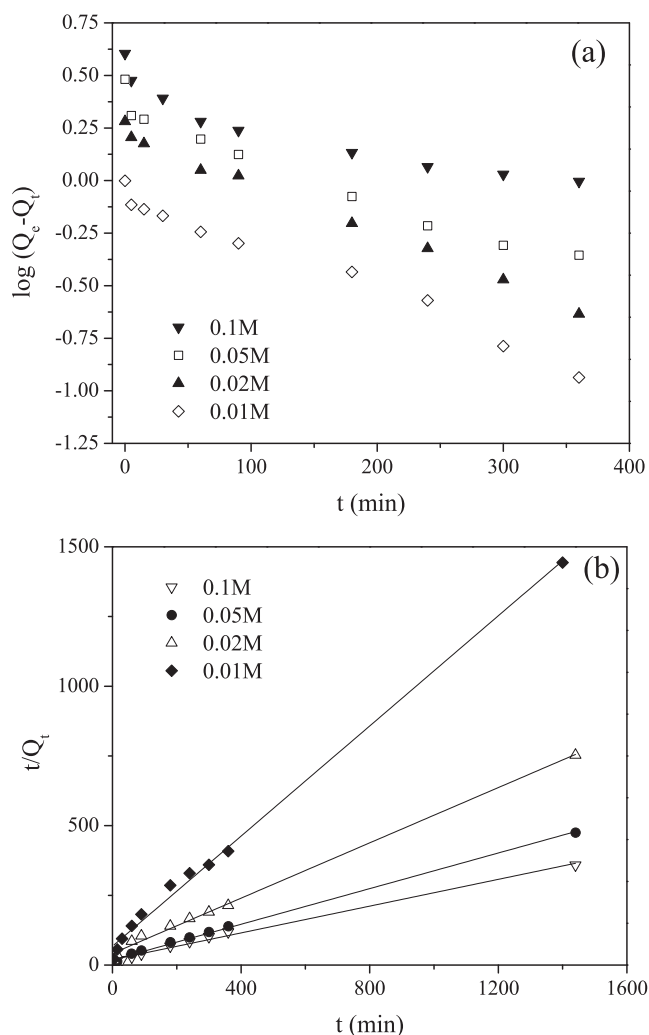 0.75
(a)
0.50
0.25
0.00
-0.25
-0.50
-0.75
-1.00
-1.25
log (Qe-Qt)
0.1M
0.05M
0.02M
0.01M
0 100 200 300 400
t (min)
1500
(b)
1000
500
0
t/Qt
0.1M
0.05M
0.02M
0.01M
0 400 800 1200 1600
t (min)